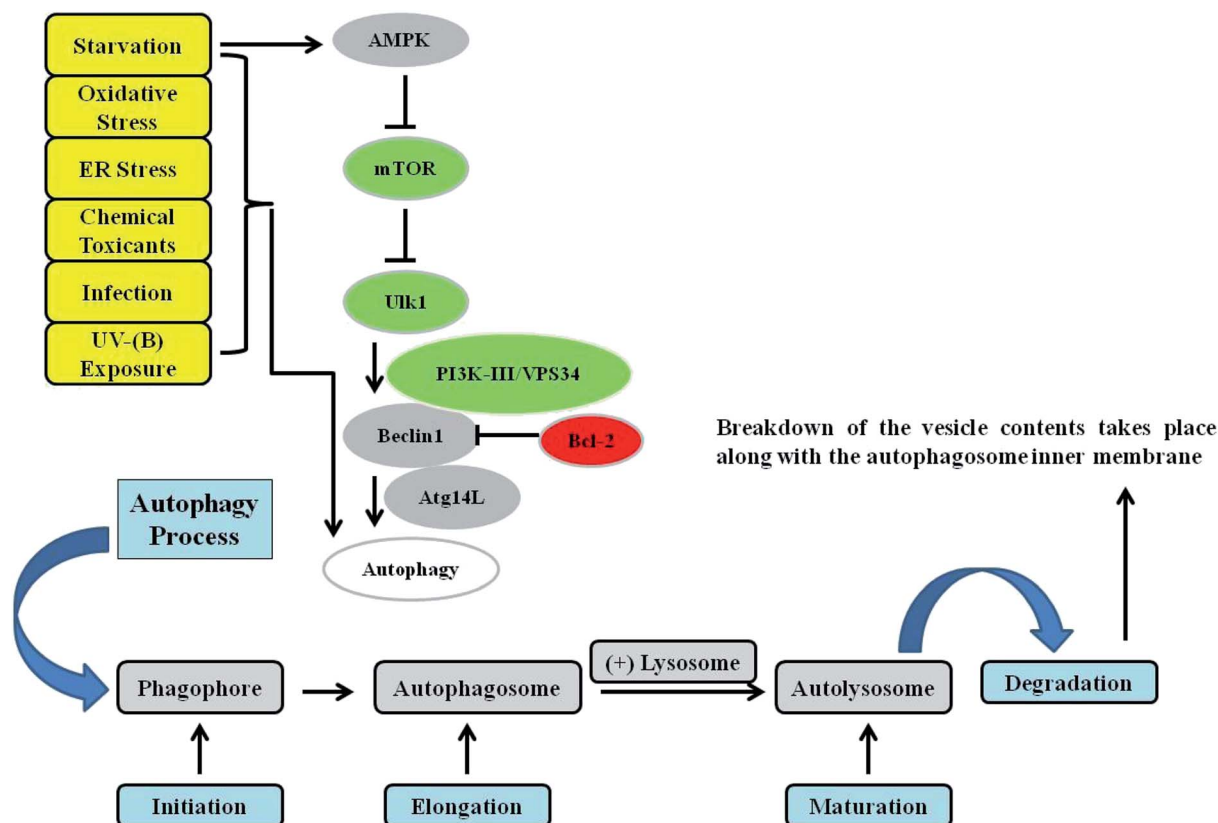 Starvation
Oxidative
Stress
ER Stress
Chemical
Toxicants
Infection
UV-(B)
Exposure
AMPK
mTOR
Ulk1
PI3K-III/VPS34
Beclin1
Bcl-2
Atg14L
Autophagy
Breakdown of the vesicle contents takes place
along with the autophagosome inner membrane
Autophagy
Process
Phagophore
Autophagosome
(+) Lysosome
Autolysosome
Degradation
Initiation
Elongation
Maturation